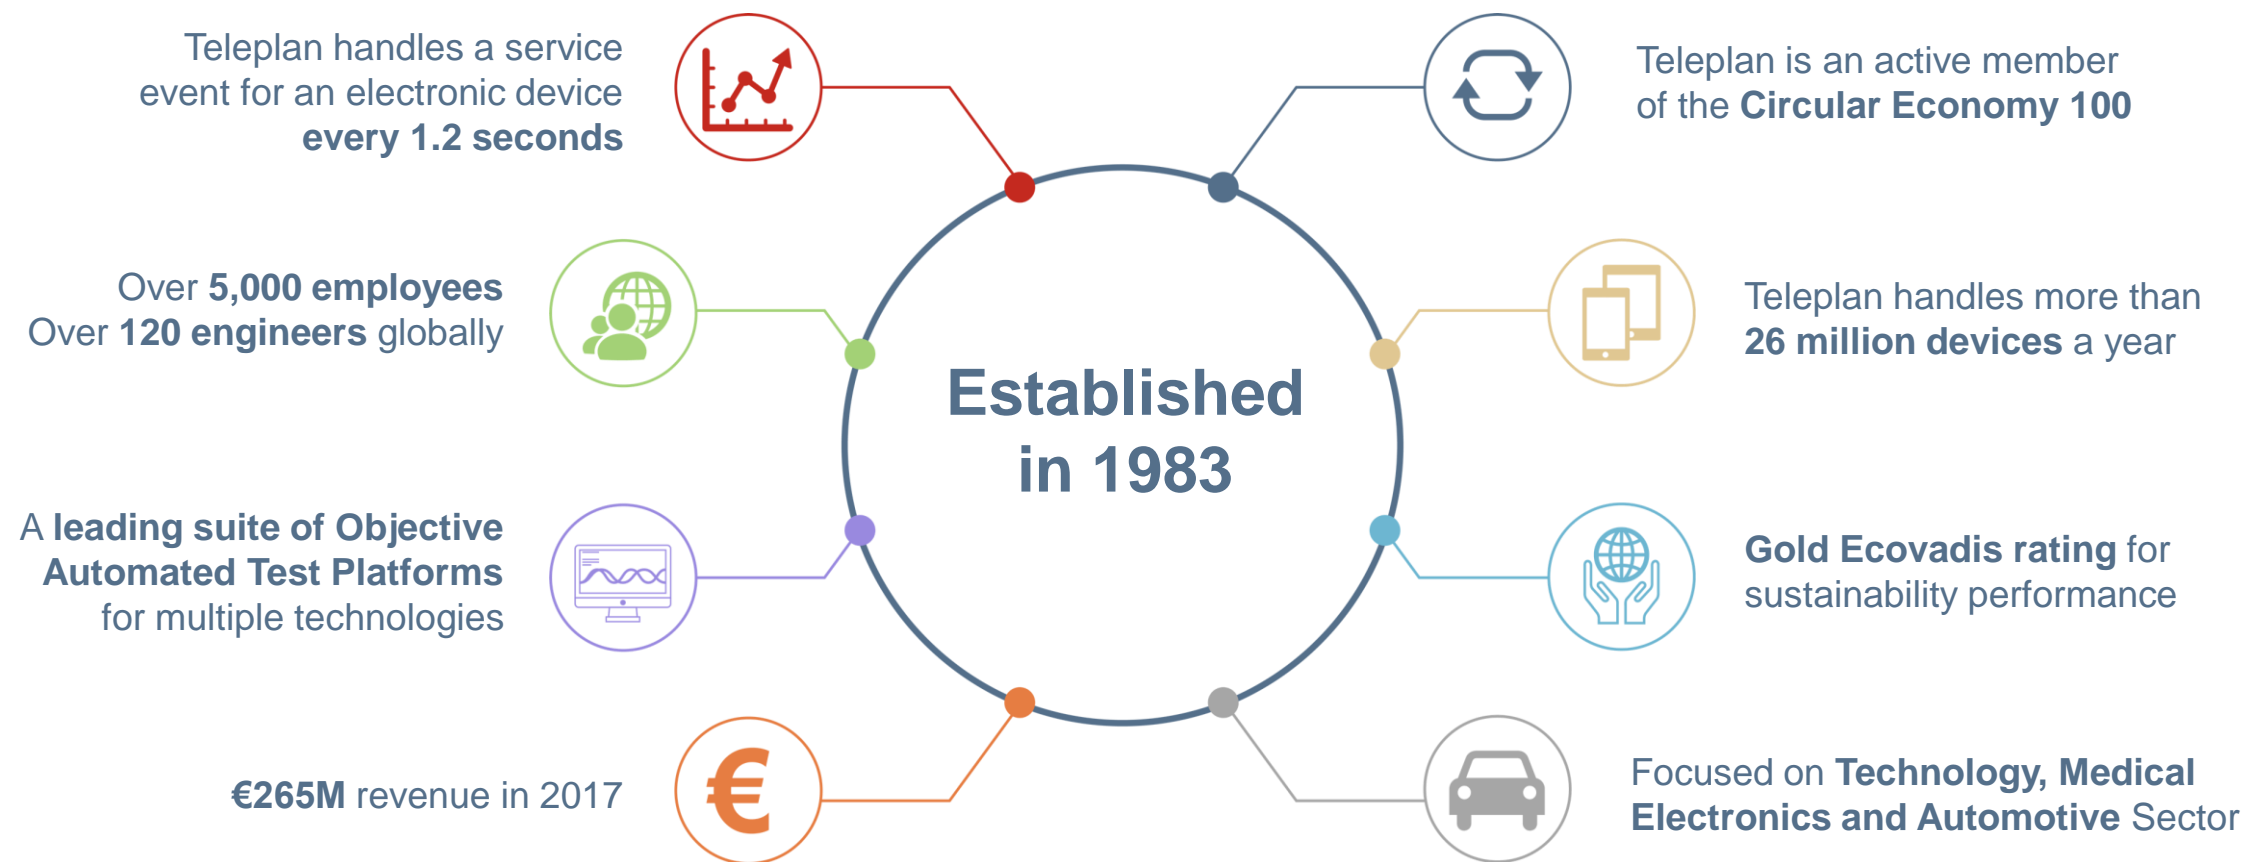 Teleplan handles a service
event for an electronic device
every 1.2 seconds
Over 5,000 employees
Over 120 engineers globally
A leading suite of Objective
Automated Test Platforms
for multiple technologies
€265M revenue in 2017
€
Established
in 1983
Teleplan is an active member
of the Circular Economy 100
Teleplan handles more than
26 million devices a year
Gold Ecovadis rating for
sustainability performance
Focused on Technology, Medical
Electronics and Automotive Sector